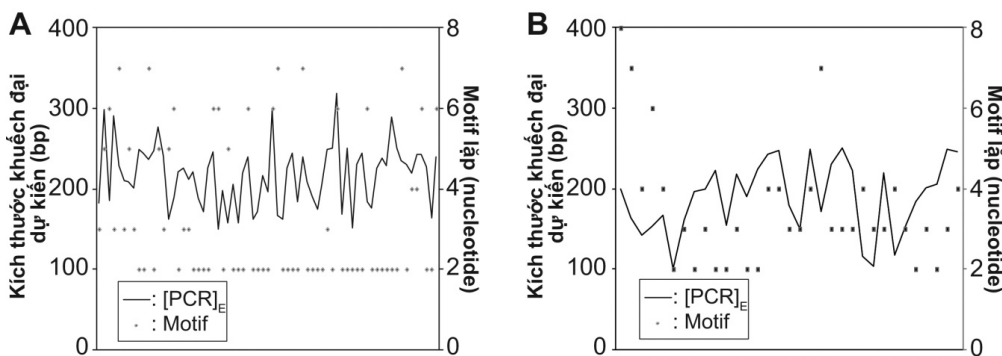 A
Kích thước khuếch đại
dự kiến (bp)
400
300
200
100
0
8
6
4
2
0
Motif lặp (nucleotide)
: [PCR]E
: Motif
B
Kích thước khuếch đại
dự kiến (bp)
400
300
200
100
0
8
6
4
2
0
Motif lặp (nucleotide)
: [PCR]E
: Motif